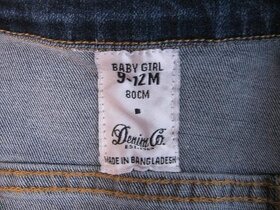 BABY GIRL
9-12M
80CM
Denim Co.
MADE IN BANGLADESH